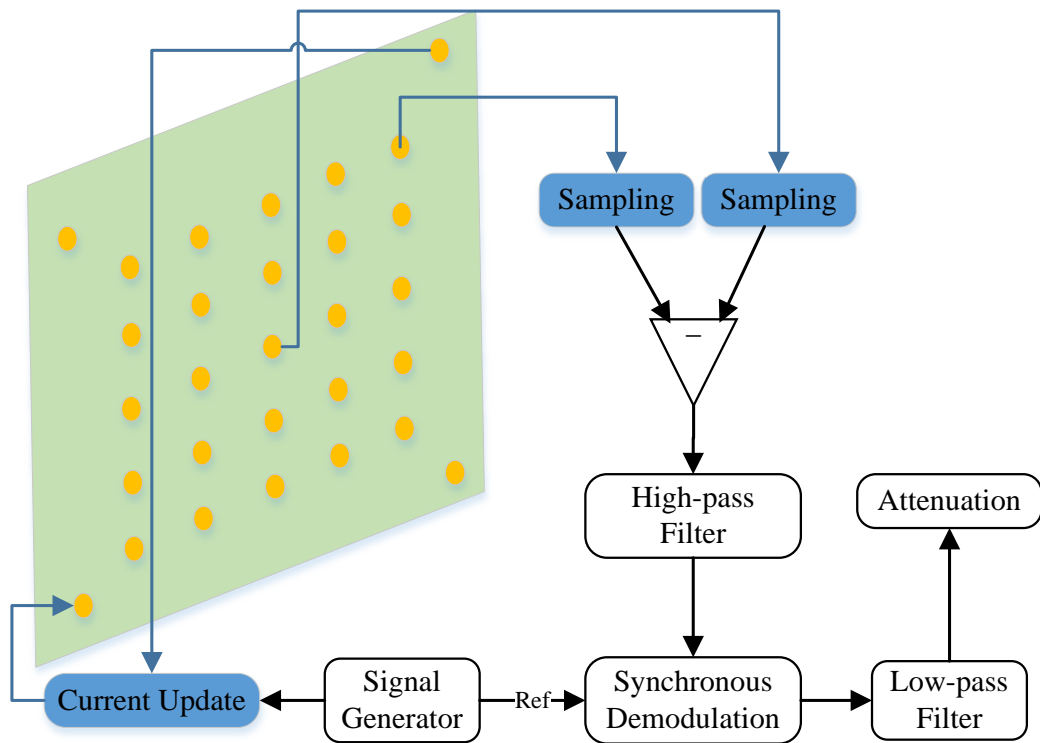 Sampling
Sampling
–
High-pass
Filter
Attenuation
Current Update
Signal
Generator
Ref
Synchronous
Demodulation
Low-pass
Filter